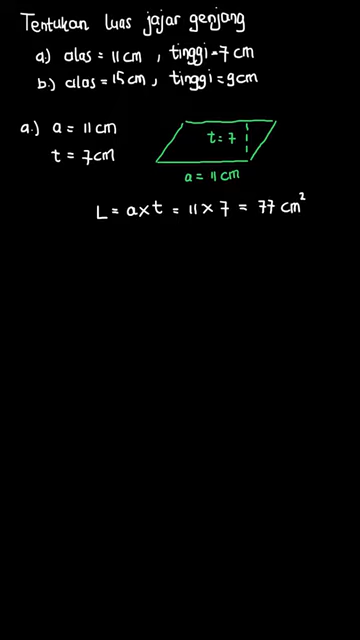 Tentukan luas jajar genjang
a.) alas = 11 cm , tinggi = 7 cm
b.) alas = 15 cm , tinggi = 9 cm
a.) a = 11 cm
t = 7 cm
t = 7
a = 11 cm
L = a × t = 11 × 7 = 77 cm²